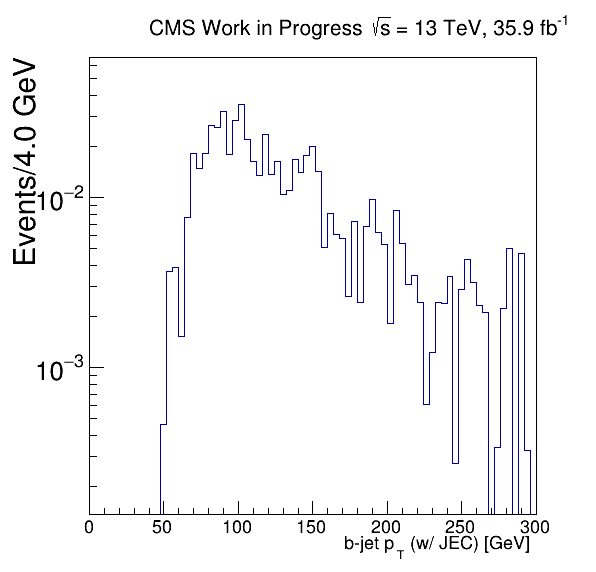 CMS Work in Progress √s = 13 TeV, 35.9 fb⁻¹
Events/4.0 GeV
10⁻²
10⁻³
0 50 100 150 200 250 300
b-jet p_T (w/ JEC) [GeV]